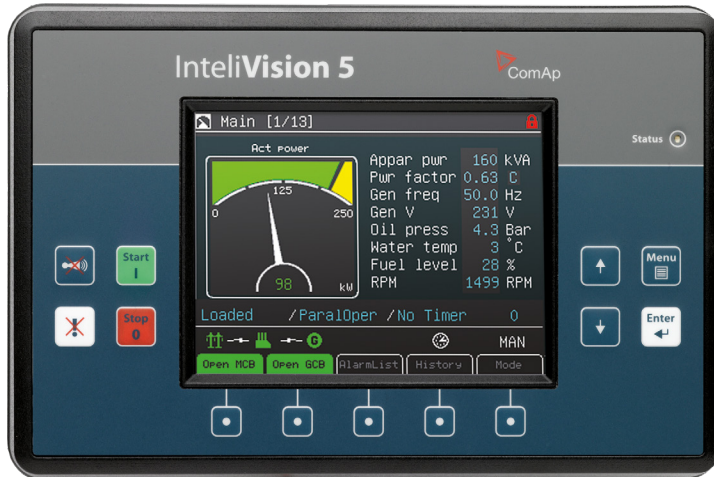 InteliVision 5
ComAp
Main [1/13]
Status
Act power
125
0 250
98 kW
Appar pwr 160 kVA
Pwr factor 0.63 C
Gen freq 50.0 Hz
Gen V 231 V
Oil press 4.3 Bar
Water temp 3 °C
Fuel level 28 %
RPM 1499 RPM
Start
I
Stop
0
Menu
Enter
Loaded /ParalOper /No Timer 0
G
MAN
Open MCB Open GCB AlarmList History Mode